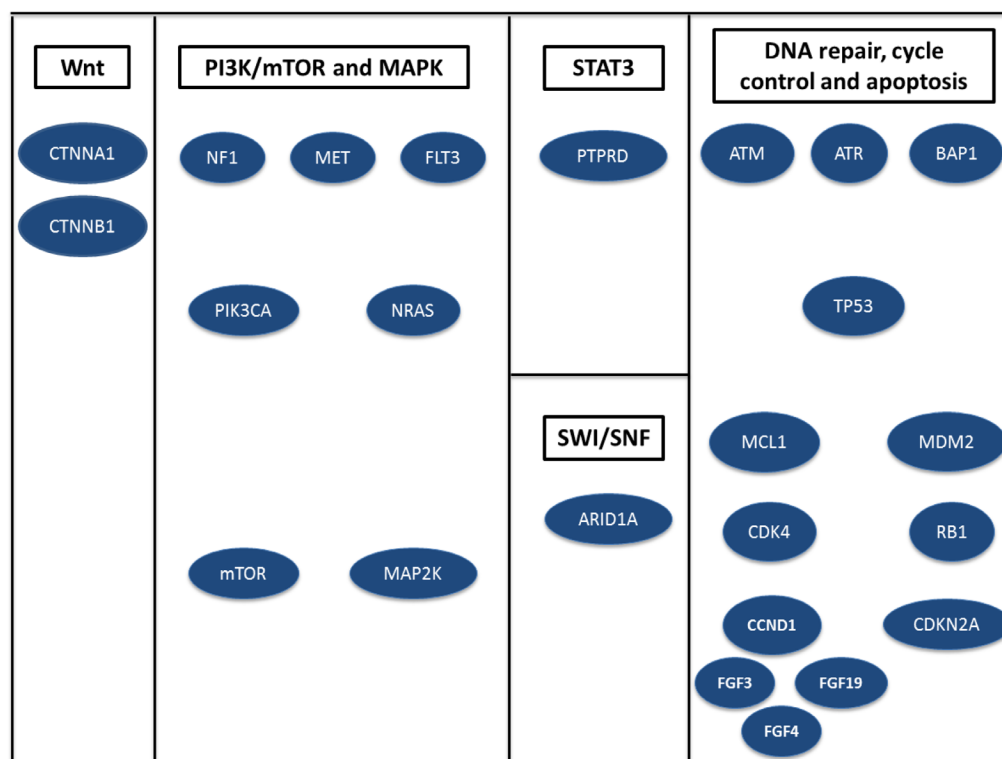 Wnt
CTNNA1
CTNNB1
PI3K/mTOR and MAPK
NF1 MET FLT3
PIK3CA NRAS
mTOR MAP2K
STAT3
PTPRD
SWI/SNF
ARID1A
DNA repair, cycle
control and apoptosis
ATM ATR BAP1
TP53
MCL1 MDM2
CDK4 RB1
CCND1 CDKN2A
FGF3 FGF19
FGF4